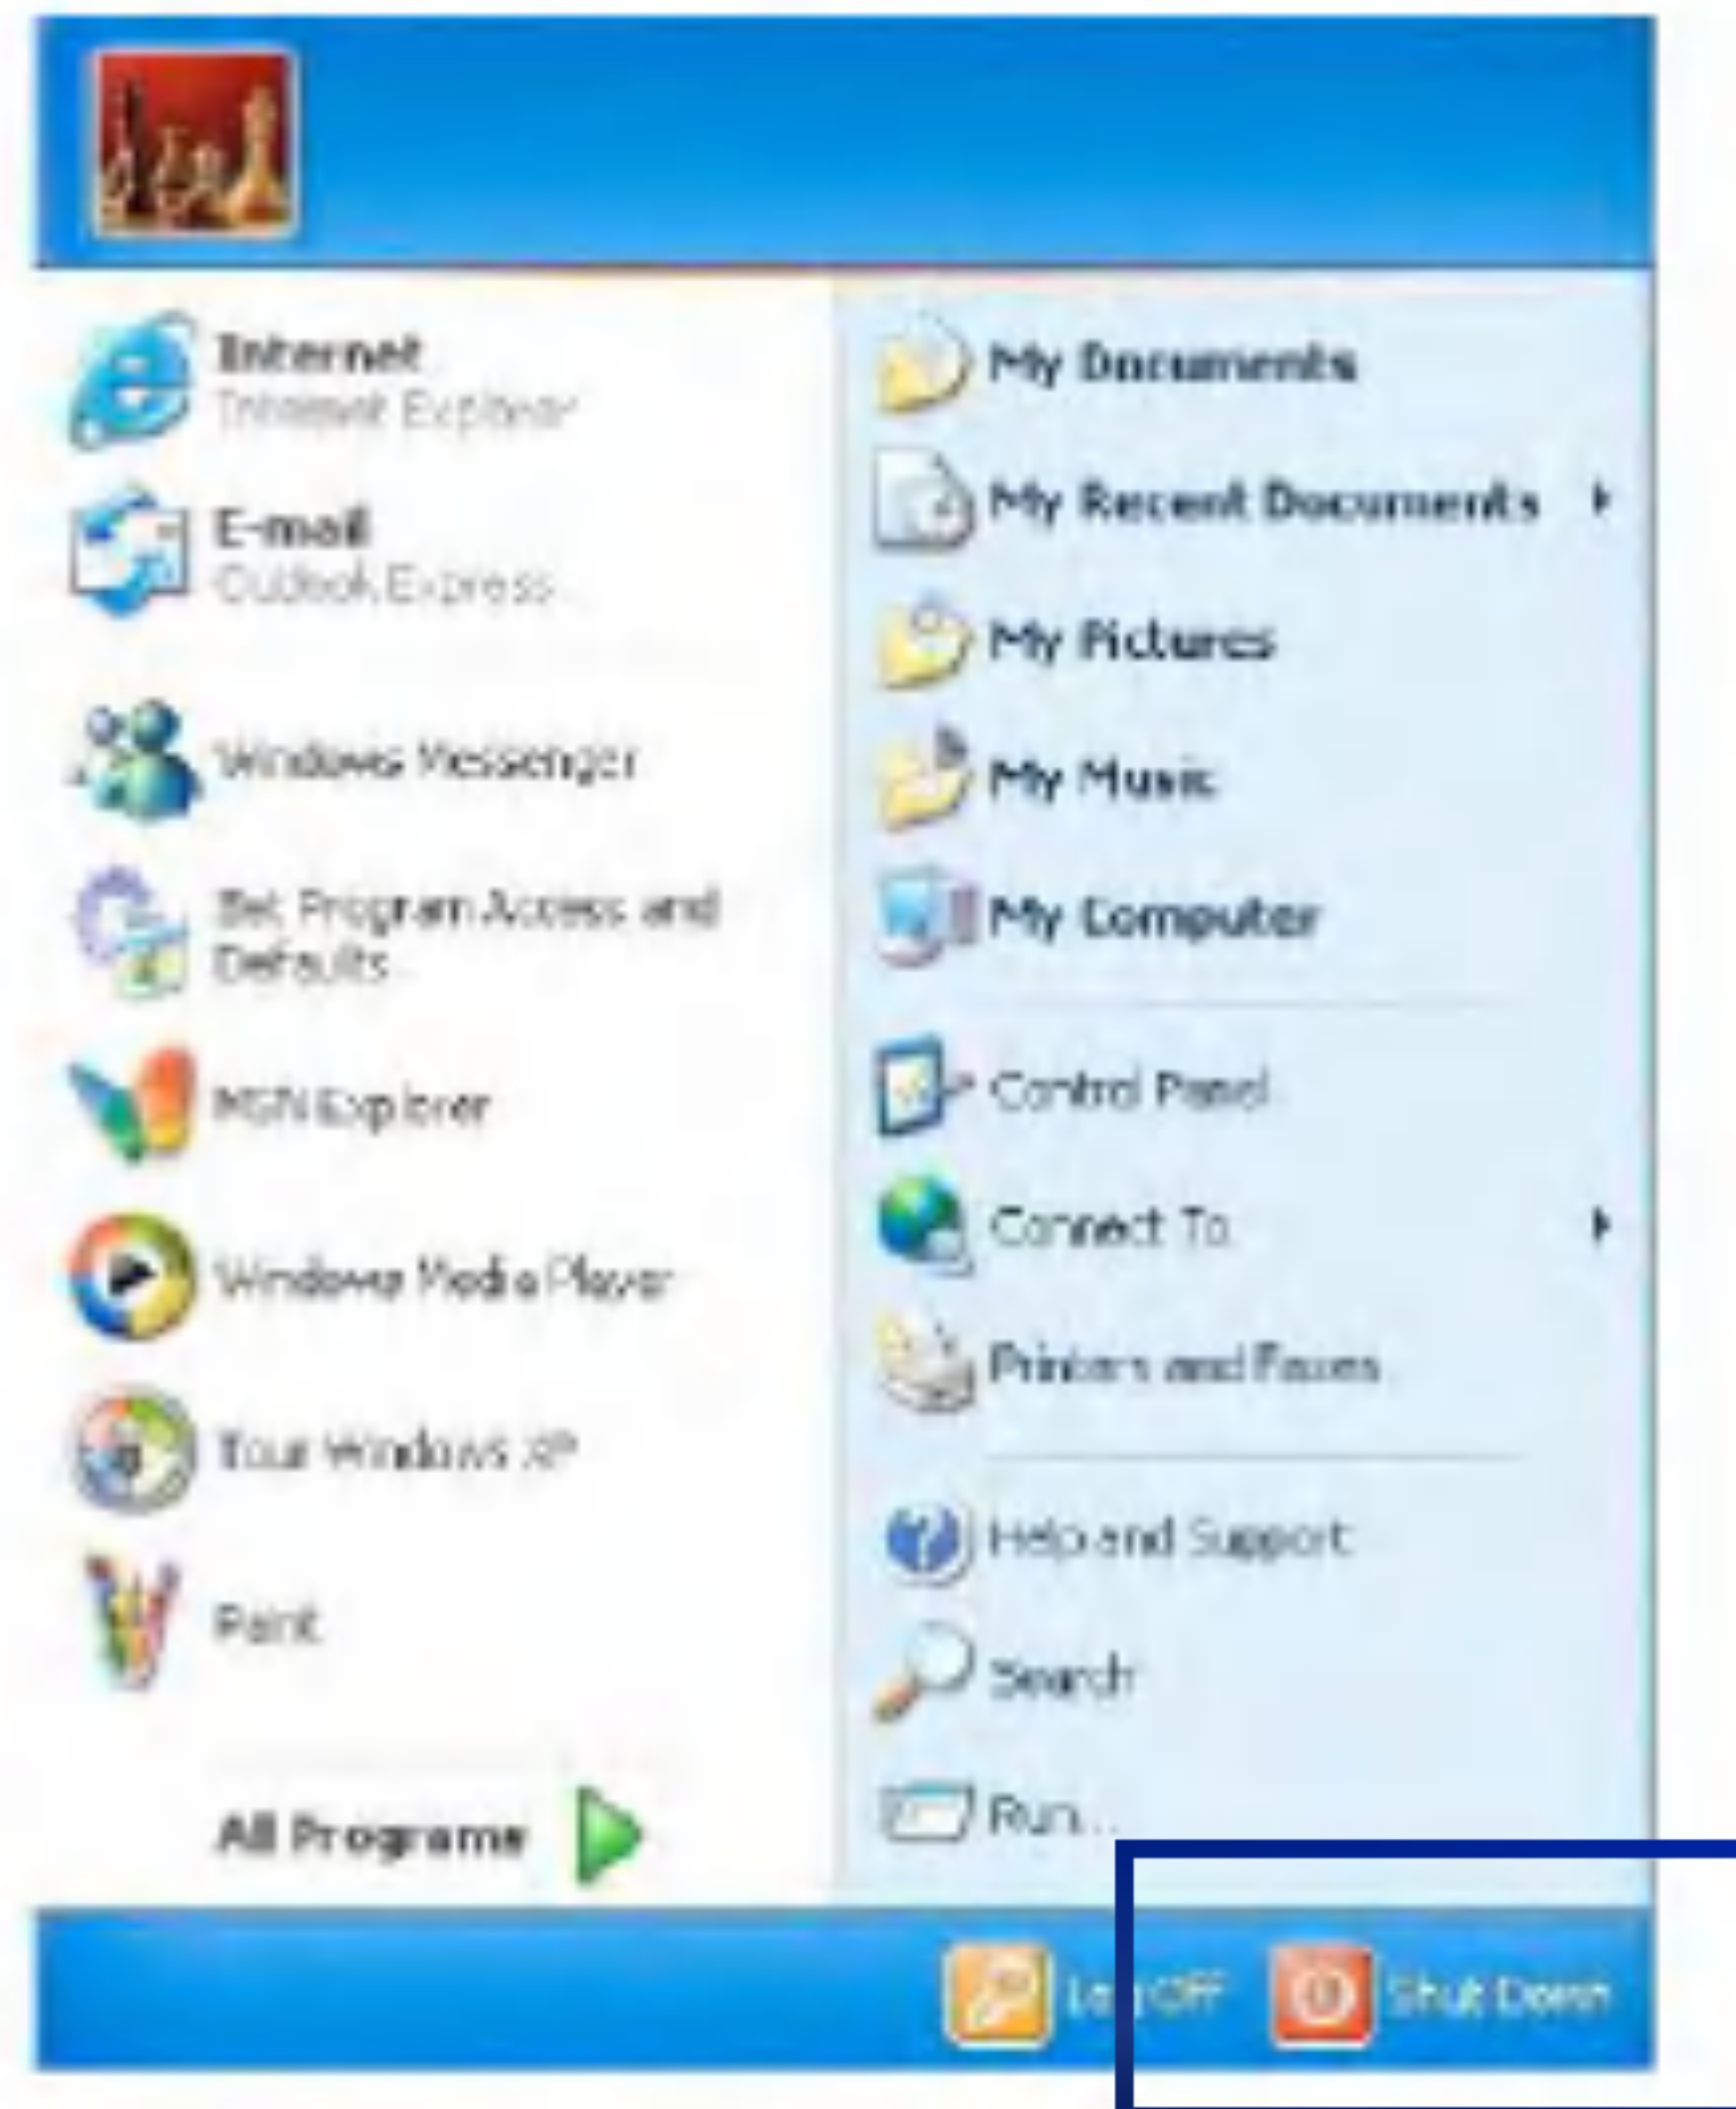 Internet
Internet Explorer
E-mail
Outlook Express
Windows Messenger
Set Program Access and
Defaults
MSN Explorer
Windows Media Player
Tour Windows XP
Paint
All Programs
My Documents
My Recent Documents
My Pictures
My Music
My Computer
Control Panel
Connect To
Printers and Faxes
Help and Support
Search
Run...
Log Off
Shut Down